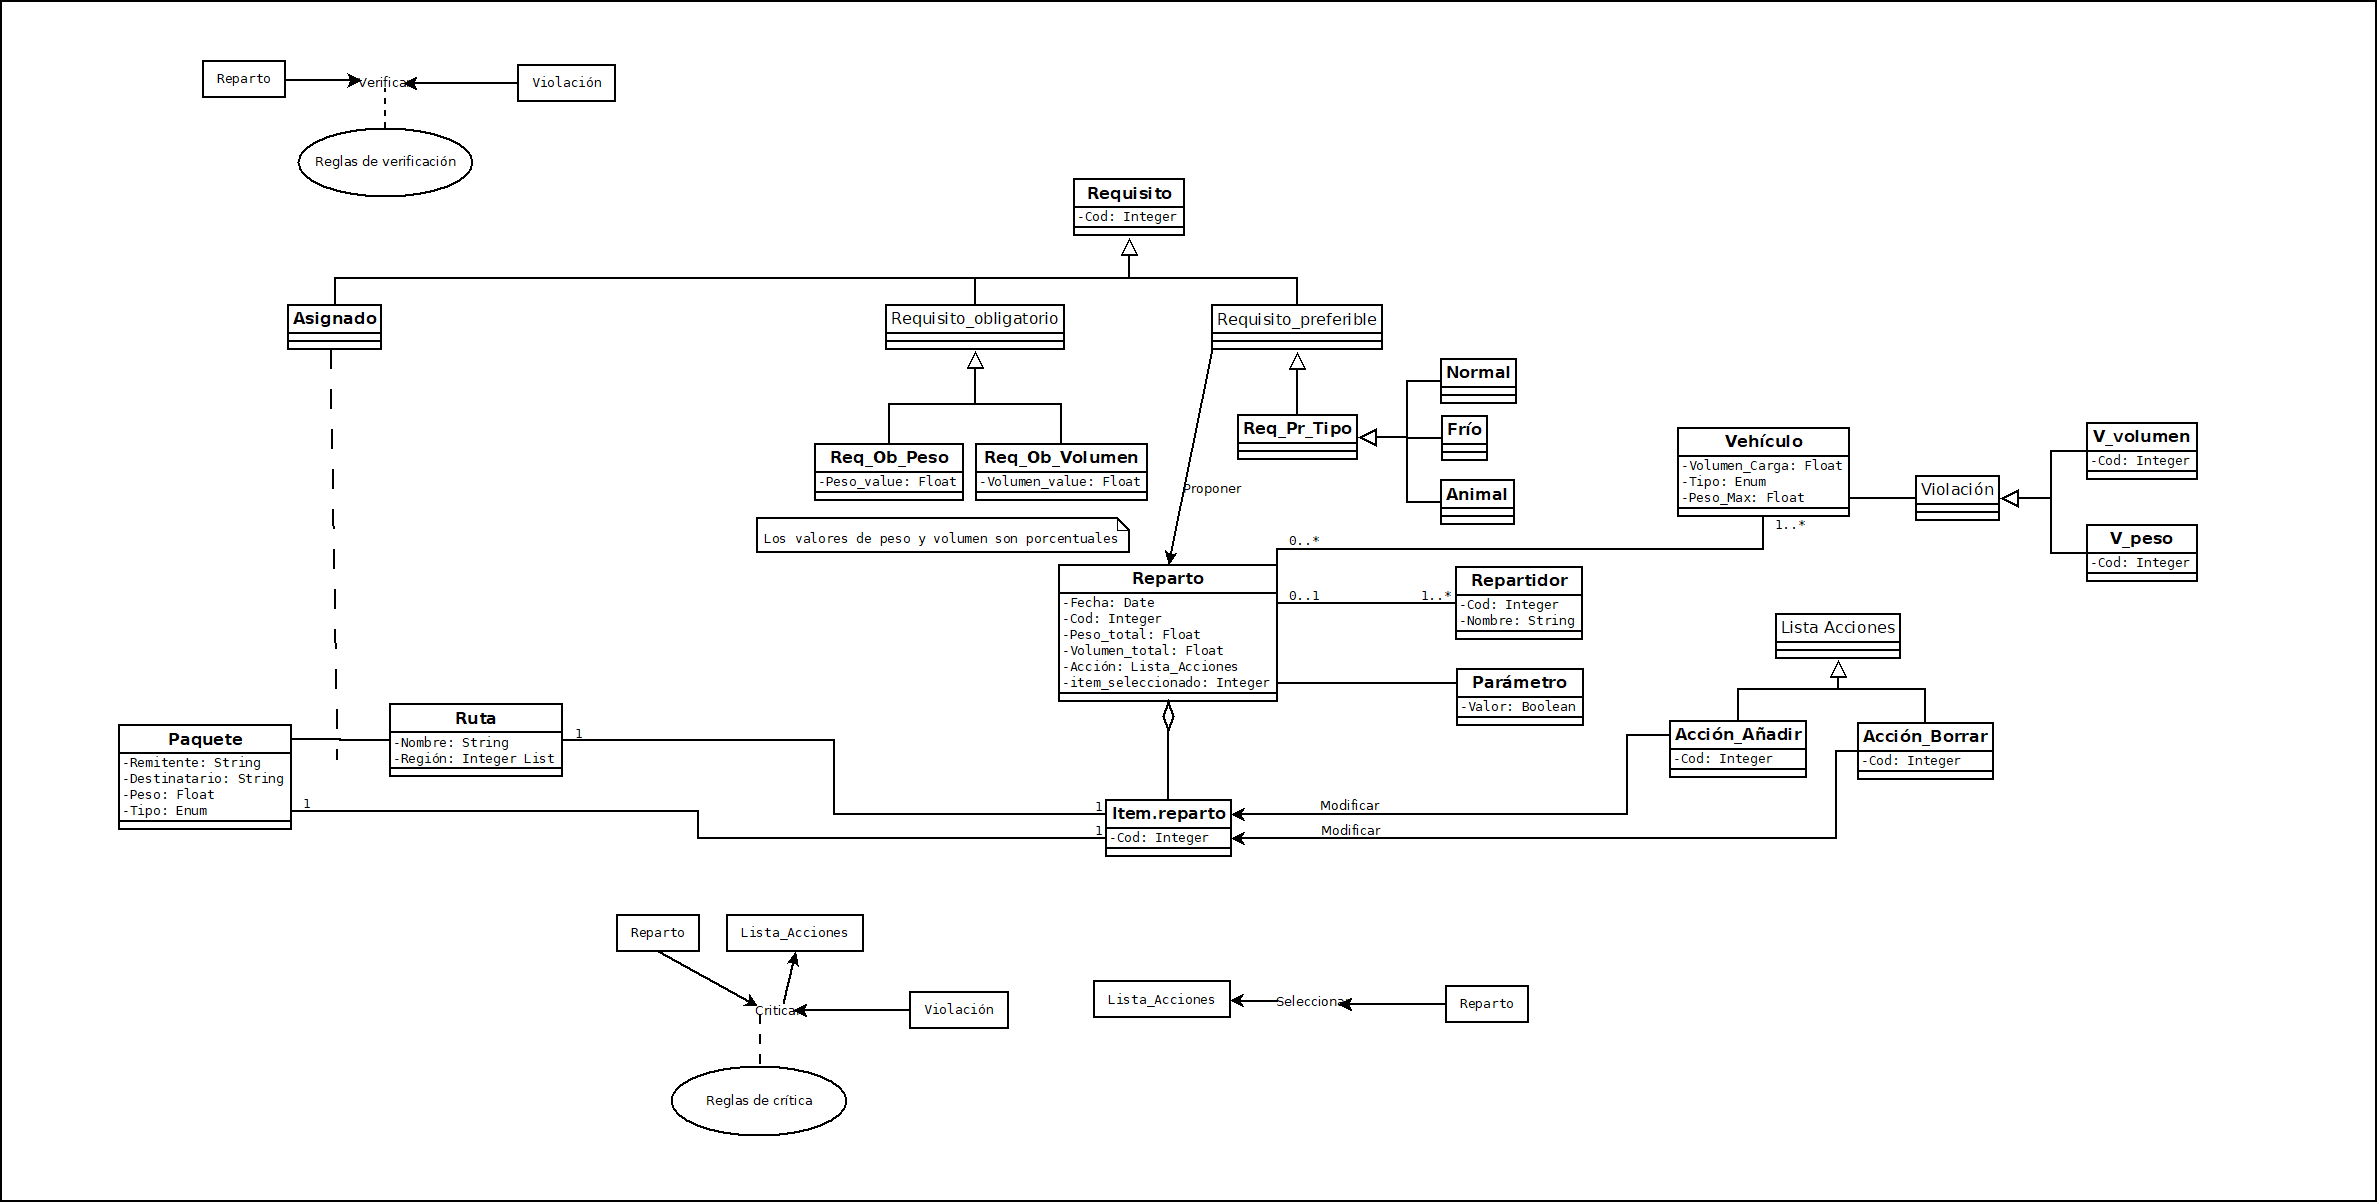 Reparto
Verificar
Violación
Reglas de verificación
Requisito
-Cod: Integer
Asignado
Requisito_obligatorio
Requisito_preferible
Normal
Frío
Animal
Req_Pr_Tipo
Req_Ob_Peso
-Peso_value: Float
Req_Ob_Volumen
-Volumen_value: Float
Proponer
Los valores de peso y volumen son porcentuales
Vehículo
-Volumen_Carga: Float
-Tipo: Enum
-Peso_Max: Float
1..*
Violación
V_volumen
-Cod: Integer
V_peso
-Cod: Integer
0..*
Reparto
-Fecha: Date
-Cod: Integer
-Peso_total: Float
-Volumen_total: Float
-Acción: Lista_Acciones
-item_seleccionado: Integer
0..1
1..*
Repartidor
-Cod: Integer
-Nombre: String
Parámetro
-Valor: Boolean
Lista Acciones
Acción_Añadir
-Cod: Integer
Acción_Borrar
-Cod: Integer
Paquete
-Remitente: String
-Destinatario: String
-Peso: Float
-Tipo: Enum
Ruta
-Nombre: String
-Región: Integer List
1
1
1
1
Item.reparto
-Cod: Integer
Modificar
Modificar
Reparto
Lista_Acciones
Criticar
Violación
Reglas de crítica
Lista_Acciones
Seleccionar
Reparto